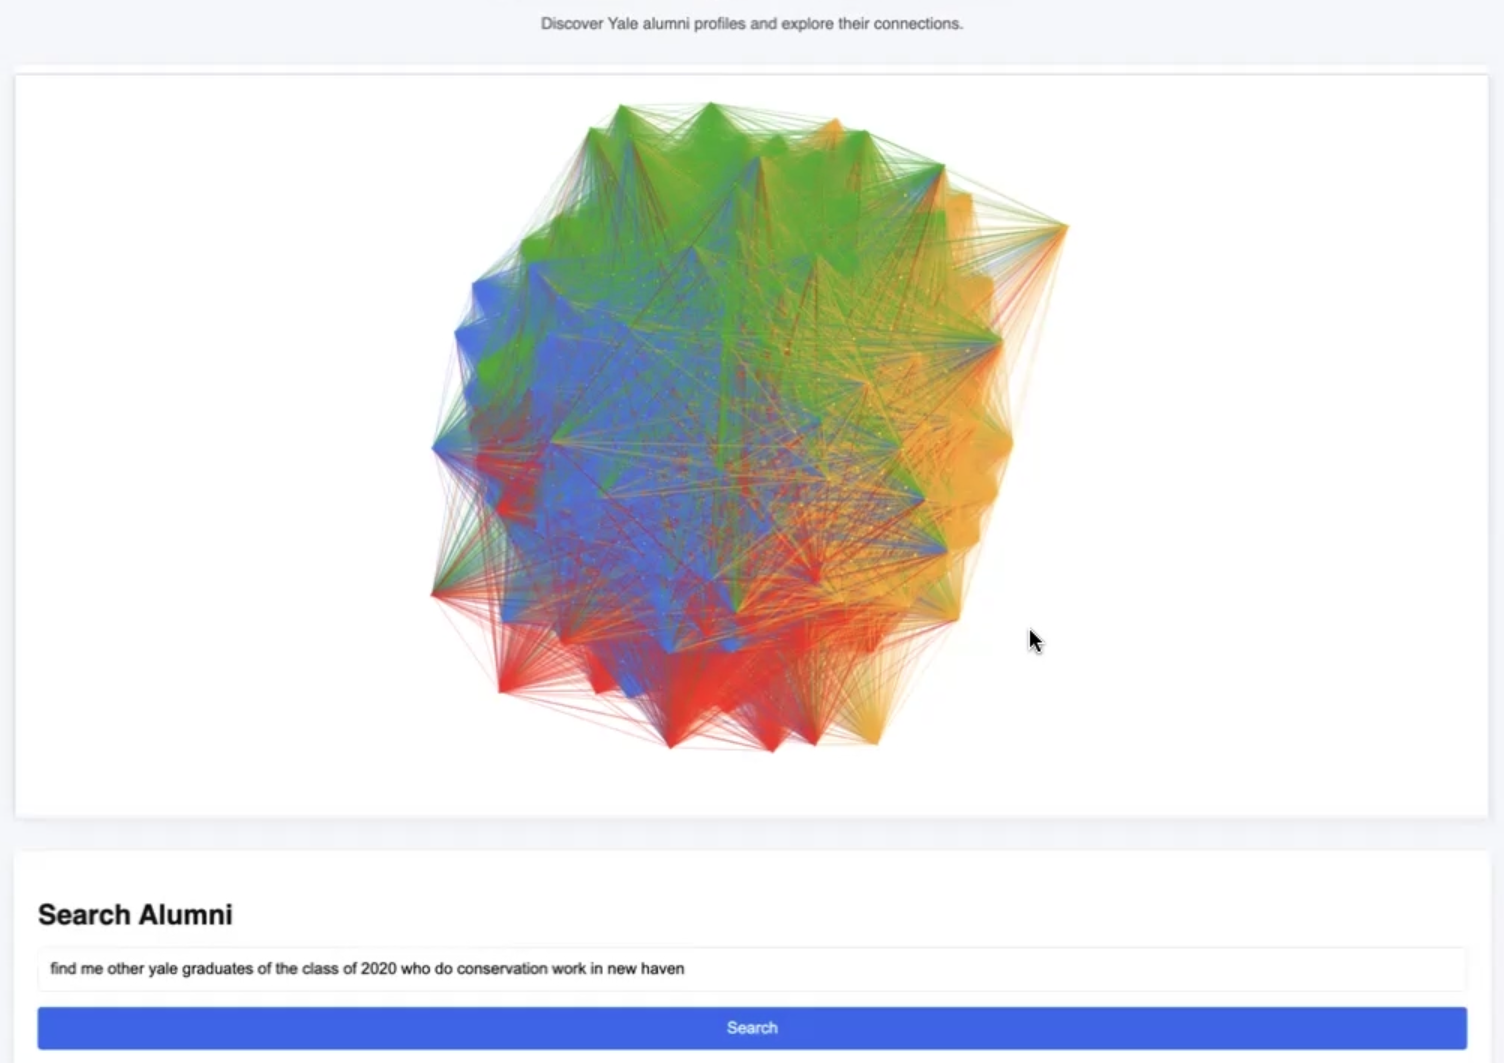 Discover Yale alumni profiles and explore their connections.
Search Alumni
find me other yale graduates of the class of 2020 who do conservation work in new haven
Search